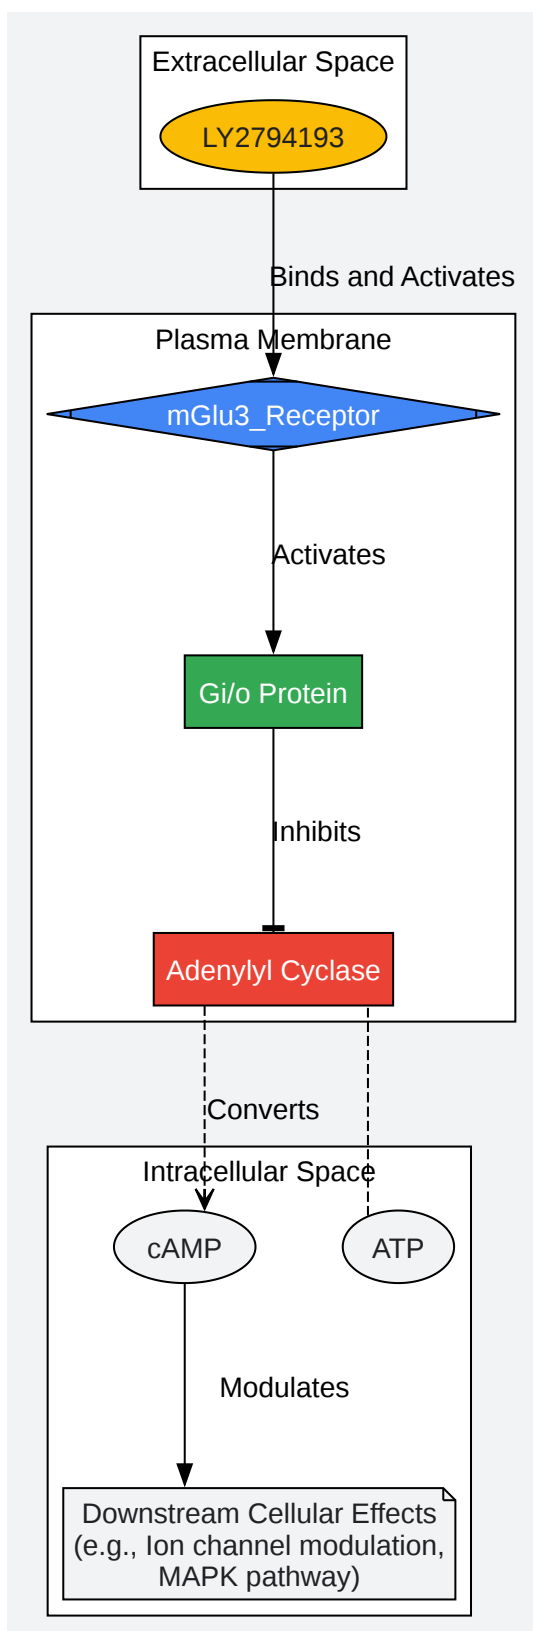 Extracellular Space
LY2794193
Binds and Activates
Plasma Membrane
mGlu3_Receptor
Activates
Gi/o Protein
Inhibits
Adenylyl Cyclase
Converts
Intracellular Space
cAMP
ATP
Modulates
Downstream Cellular Effects
(e.g., Ion channel modulation,
MAPK pathway)